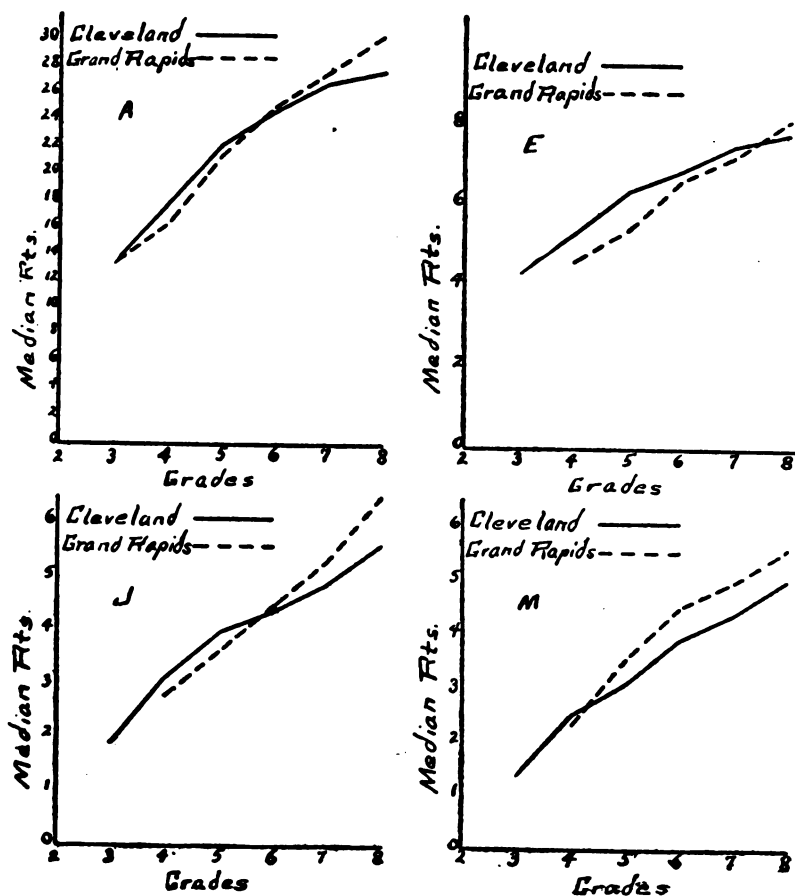 30
28
26
24
22
20
18
16
14
12
10
8
6
4
2
0
Cleveland
Grand Rapids
A
Median Rts.
2 3 4 5 6 7 8
Grades
8
6
4
2
0
Cleveland
Grand Rapids
E
Median Rts.
2 3 4 5 6 7 8
Grades
6
5
4
3
2
1
0
Cleveland
Grand Rapids
J
Median Rts.
2 3 4 5 6 7 8
Grades
6
5
4
3
2
1
0
Cleveland
Grand Rapids
M
Median Rts.
2 3 4 5 6 7 8
Grades